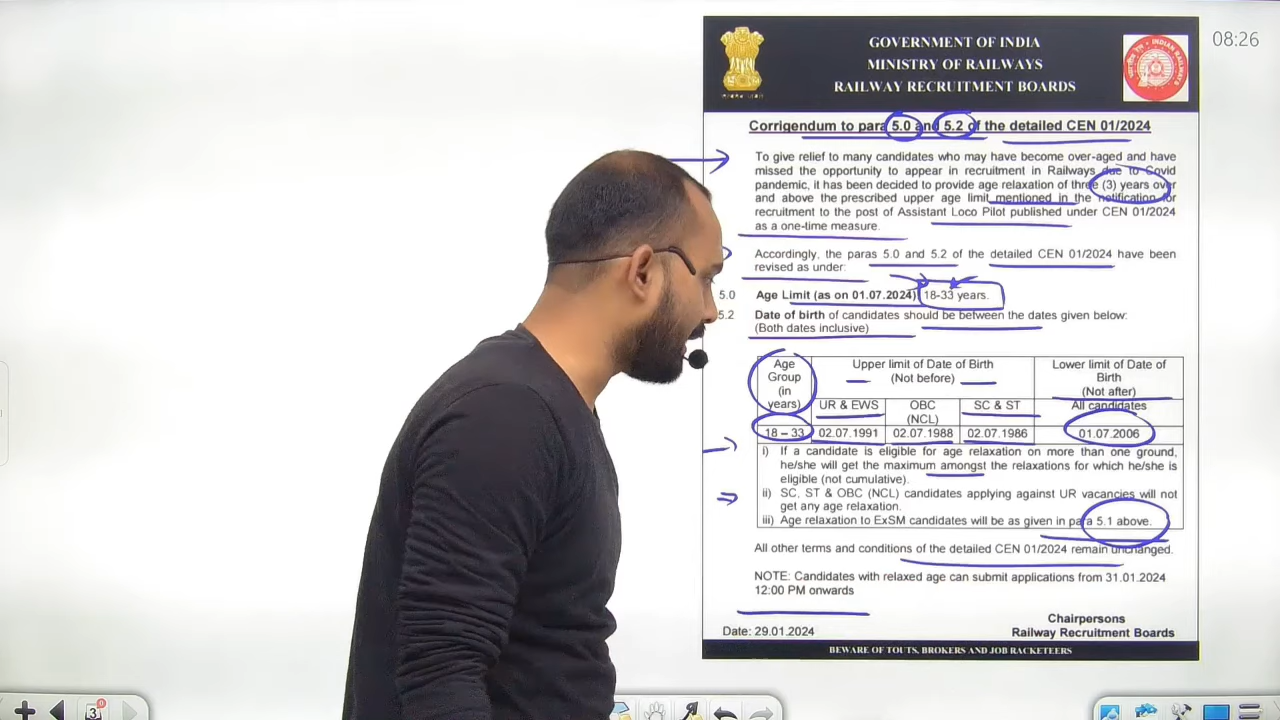 08:26
GOVERNMENT OF INDIA
MINISTRY OF RAILWAYS
RAILWAY RECRUITMENT BOARDS
Corrigendum to para 5.0 and 5.2 of the detailed CEN 01/2024
To give relief to many candidates who may have become over-aged and have
missed the opportunity to appear in recruitment in Railways due to Covid
pandemic, it has been decided to provide age relaxation of three (3) years over
and above the prescribed upper age limit mentioned in the notification for
recruitment to the post of Assistant Loco Pilot published under CEN 01/2024
as a one-time measure.
Accordingly, the paras 5.0 and 5.2 of the detailed CEN 01/2024 have been
revised as under:
5.0 Age Limit (as on 01.07.2024) 18-33 years.
5.2 Date of birth of candidates should be between the dates given below:
(Both dates inclusive)
Age Group (in years) Upper limit of Date of Birth (Not before) Lower limit of Date of Birth (Not after)
UR & EWS OBC (NCL) SC & ST All candidates
18 – 33 02.07.1991 02.07.1988 02.07.1986 01.07.2006
i) If a candidate is eligible for age relaxation on more than one ground,
he/she will get the maximum amongst the relaxations for which he/she is
eligible (not cumulative).
ii) SC, ST & OBC (NCL) candidates applying against UR vacancies will not
get any age relaxation.
iii) Age relaxation to ExSM candidates will be as given in para 5.1 above.
All other terms and conditions of the detailed CEN 01/2024 remain unchanged.
NOTE: Candidates with relaxed age can submit applications from 31.01.2024
12:00 PM onwards
Chairpersons
Date: 29.01.2024 Railway Recruitment Boards
BEWARE OF TOUTS, BROKERS AND JOB RACKETEERS
3